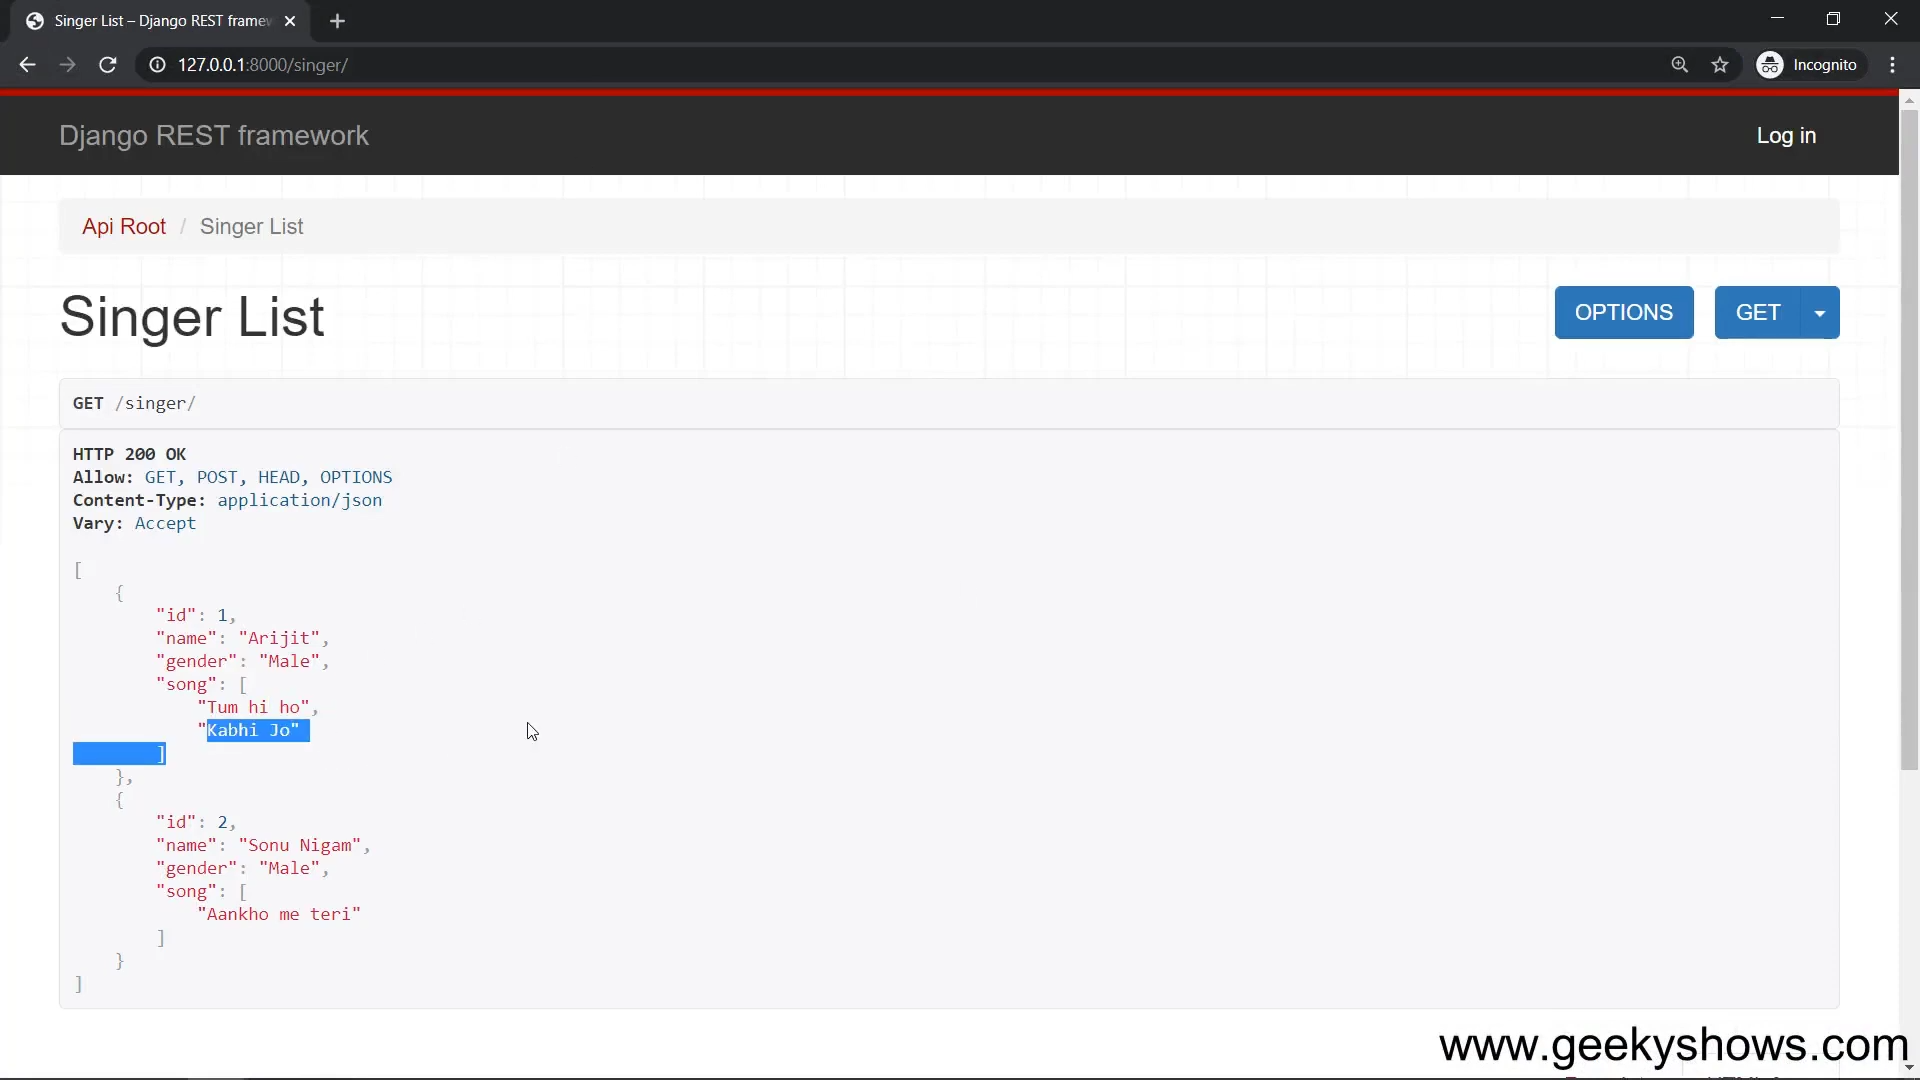 Singer List – Django REST framew
127.0.0.1:8000/singer/
Incognito
Django REST framework
Log in
Api Root / Singer List
Singer List
OPTIONS
GET
GET /singer/
HTTP 200 OK
Allow: GET, POST, HEAD, OPTIONS
Content-Type: application/json
Vary: Accept
[
    {
        "id": 1,
        "name": "Arijit",
        "gender": "Male",
        "song": [
            "Tum hi ho",
            "Kabhi Jo"
        ]
    },
    {
        "id": 2,
        "name": "Sonu Nigam",
        "gender": "Male",
        "song": [
            "Aankho me teri"
        ]
    }
]
www.geekyshows.com